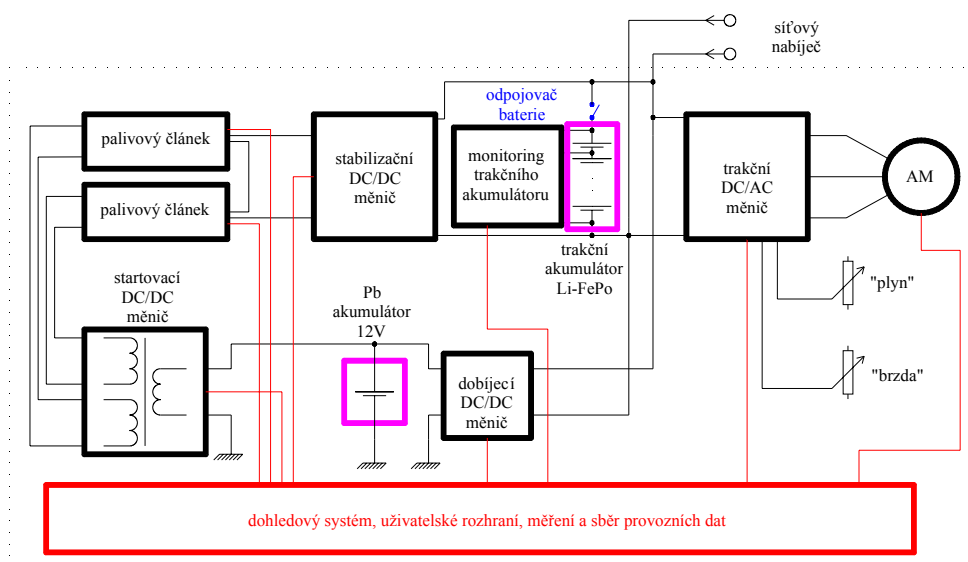 síťový
nabíječ
odpojovač
baterie
palivový článek
stabilizační
DC/DC
měnič
monitoring
trakčního
akumulátoru
trakční
DC/AC
měnič
AM
palivový článek
trakční
akumulátor
Li-FePo
startovací
DC/DC
měnič
"plyn"
Pb
akumulátor
12V
dobíjecí
DC/DC
měnič
"brzda"
dohledový systém, uživatelské rozhraní, měření a sběr provozních dat